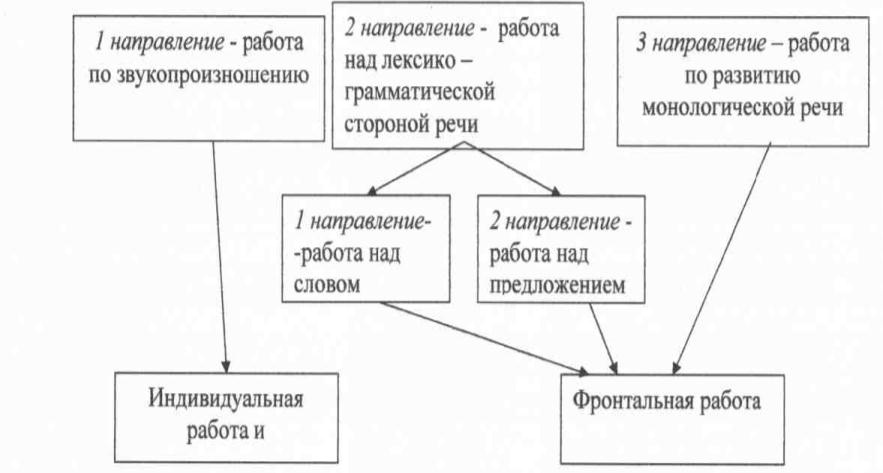 1 направление - работа
по звукопроизношению
2 направление - работа
над лексико –
грамматической
стороной речи
3 направление – работа
по развитию
монологической речи
1 направление-
-работа над
словом
2 направление -
работа над
предложением
Индивидуальная
работа и
Фронтальная работа